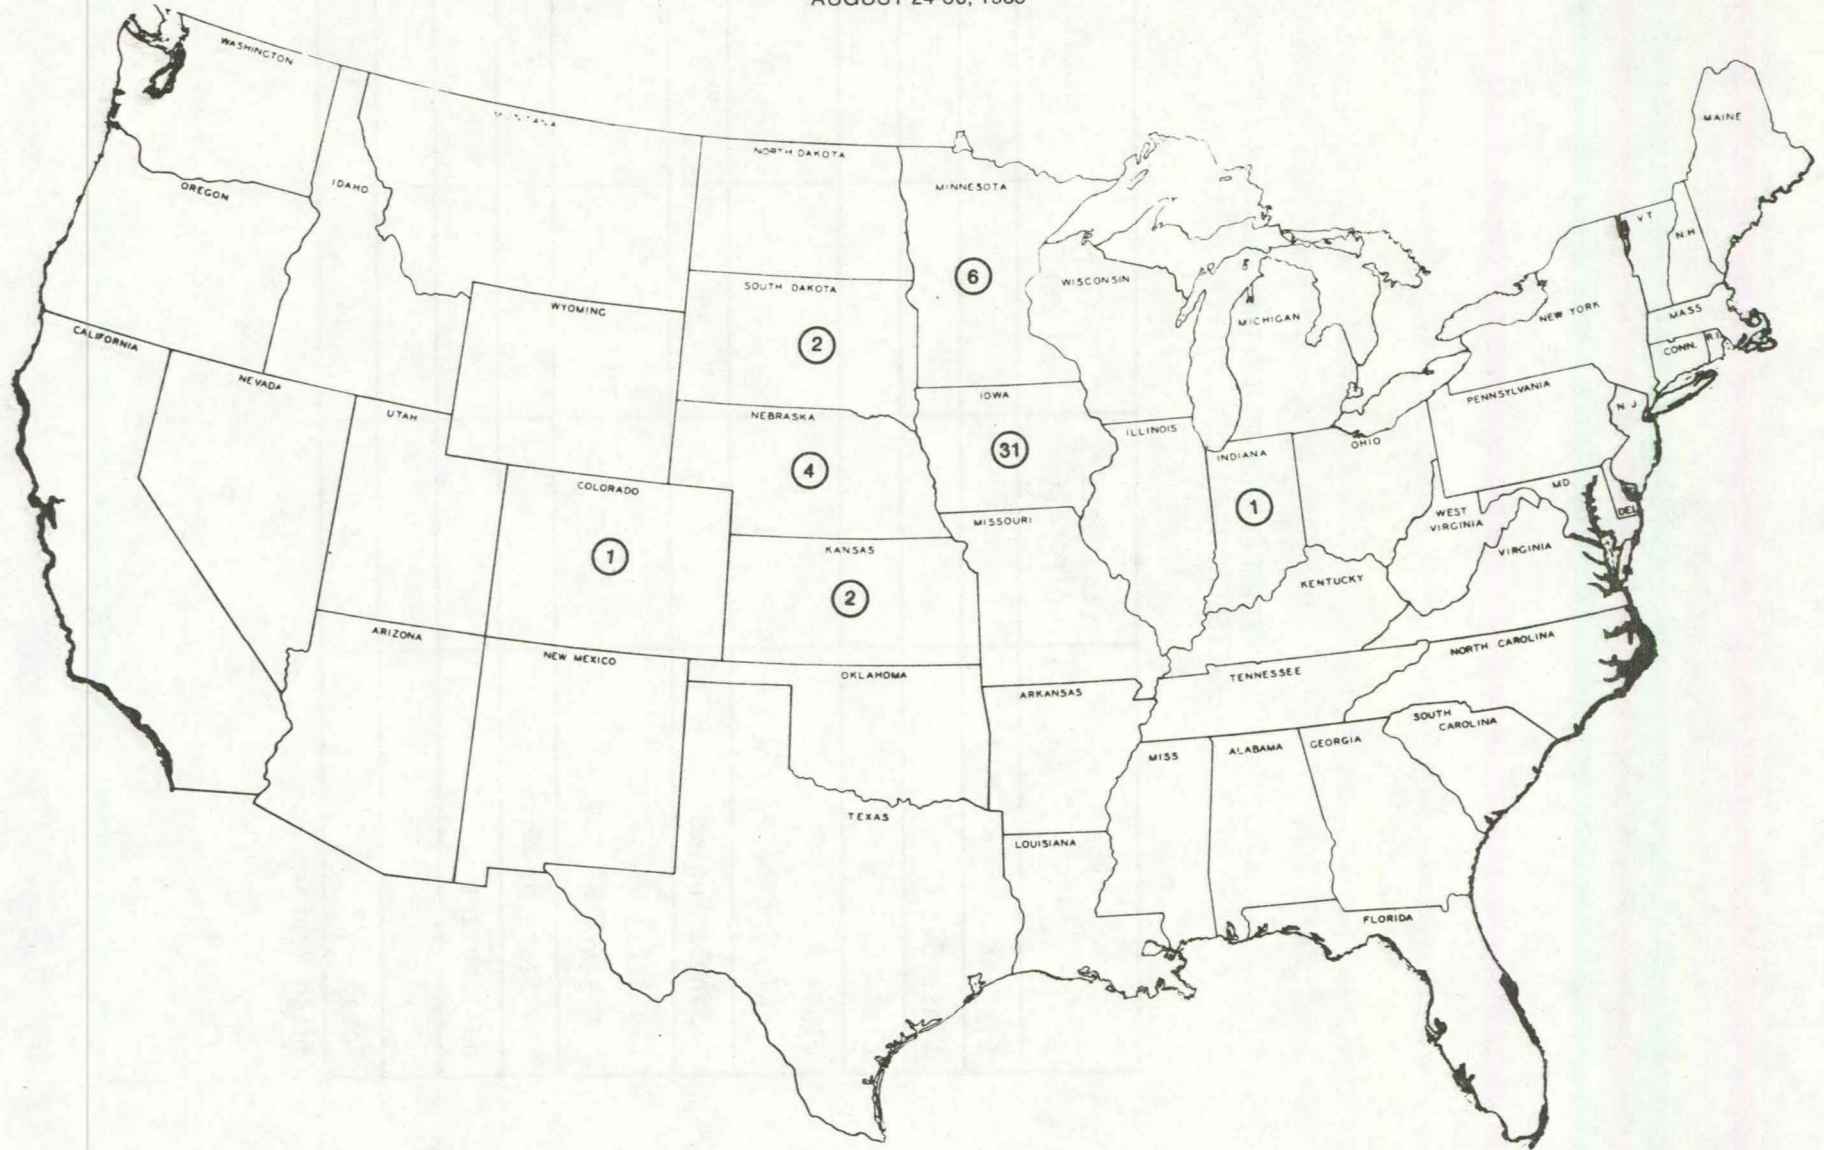 WASHINGTON
MONTANA
NORTH DAKOTA
MINNESOTA
MAINE
IDAHO
OREGON
VT
N.H
6
WISCONSIN
SOUTH DAKOTA
WYOMING
MICHIGAN
NEW YORK
MASS
CALIFORNIA
2
CONN.
R.I.
NEVADA
IOWA
PENNSYLVANIA
UTAH
NEBRASKA
N.J
ILLINOIS
OHIO
31
INDIANA
4
COLORADO
MD
1
WEST
VIRGINIA
DEL
MISSOURI
VIRGINIA
KANSAS
1
KENTUCKY
2
ARIZONA
NORTH CAROLINA
NEW MEXICO
OKLAHOMA
TENNESSEE
ARKANSAS
SOUTH
CAROLINA
MISS
ALABAMA
GEORGIA
TEXAS
LOUISIANA
FLORIDA